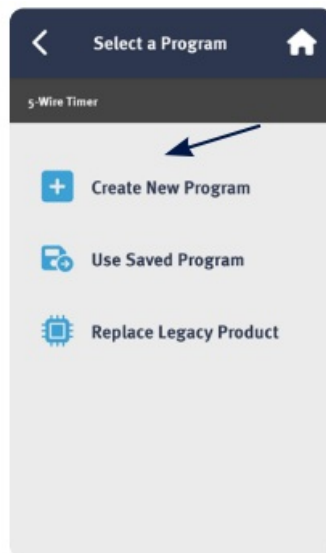 Select a Program
5-Wire Timer
Create New Program
Use Saved Program
Replace Legacy Product